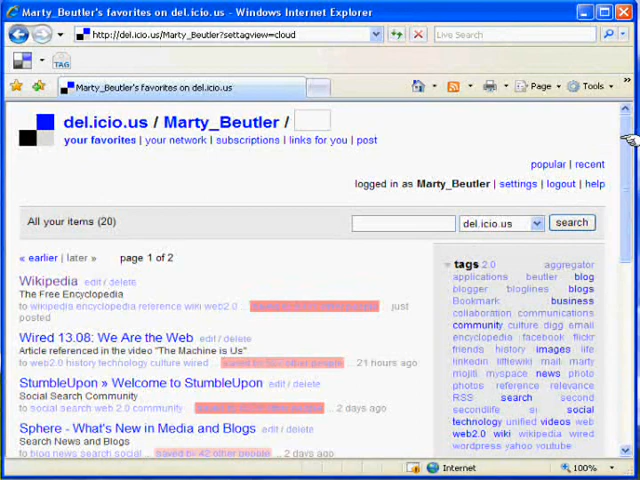 Marty_Beutler's favorites on del.icio.us - Windows Internet Explorer
http://del.icio.us/Marty_Beutler?settagview=cloud
Live Search
TAG
Marty_Beutler's favorites on del.icio.us
Page
Tools
del.icio.us / Marty_Beutler /
your favorites | your network | subscriptions | links for you | post
popular | recent
logged in as Marty_Beutler | settings | logout | help
All your items (20)
del.icio.us
search
« earlier | later » page 1 of 2
Wikipedia edit / delete
The Free Encyclopedia
to wikipedia encyclopedia reference wiki web2.0 ... just
posted
Wired 13.08: We Are the Web edit / delete
Article referenced in the video "The Machine is Us"
to web2.0 history technology culture wired ... 21 hours ago
StumbleUpon » Welcome to StumbleUpon edit / delete
Social Search Community
to social search web 2.0 community ... 2 days ago
Sphere - What's New in Media and Blogs edit / delete
Search News and Blogs
to blog news search social ... saved by 42 other people ... 2 days ago
tags 2.0 aggregator
applications beutler blog
blogger bloglines blogs
Bookmark business
collaboration communications
community culture digg email
encyclopedia facebook flickr
friends history images life
linkedin littlewiki mail marty
mojiti myspace news photo
photos reference relevance
RSS search second
secondlife si social
technology unified videos web
web2.0 wiki wikipedia wired
wordpress yahoo youtube
Internet
100%